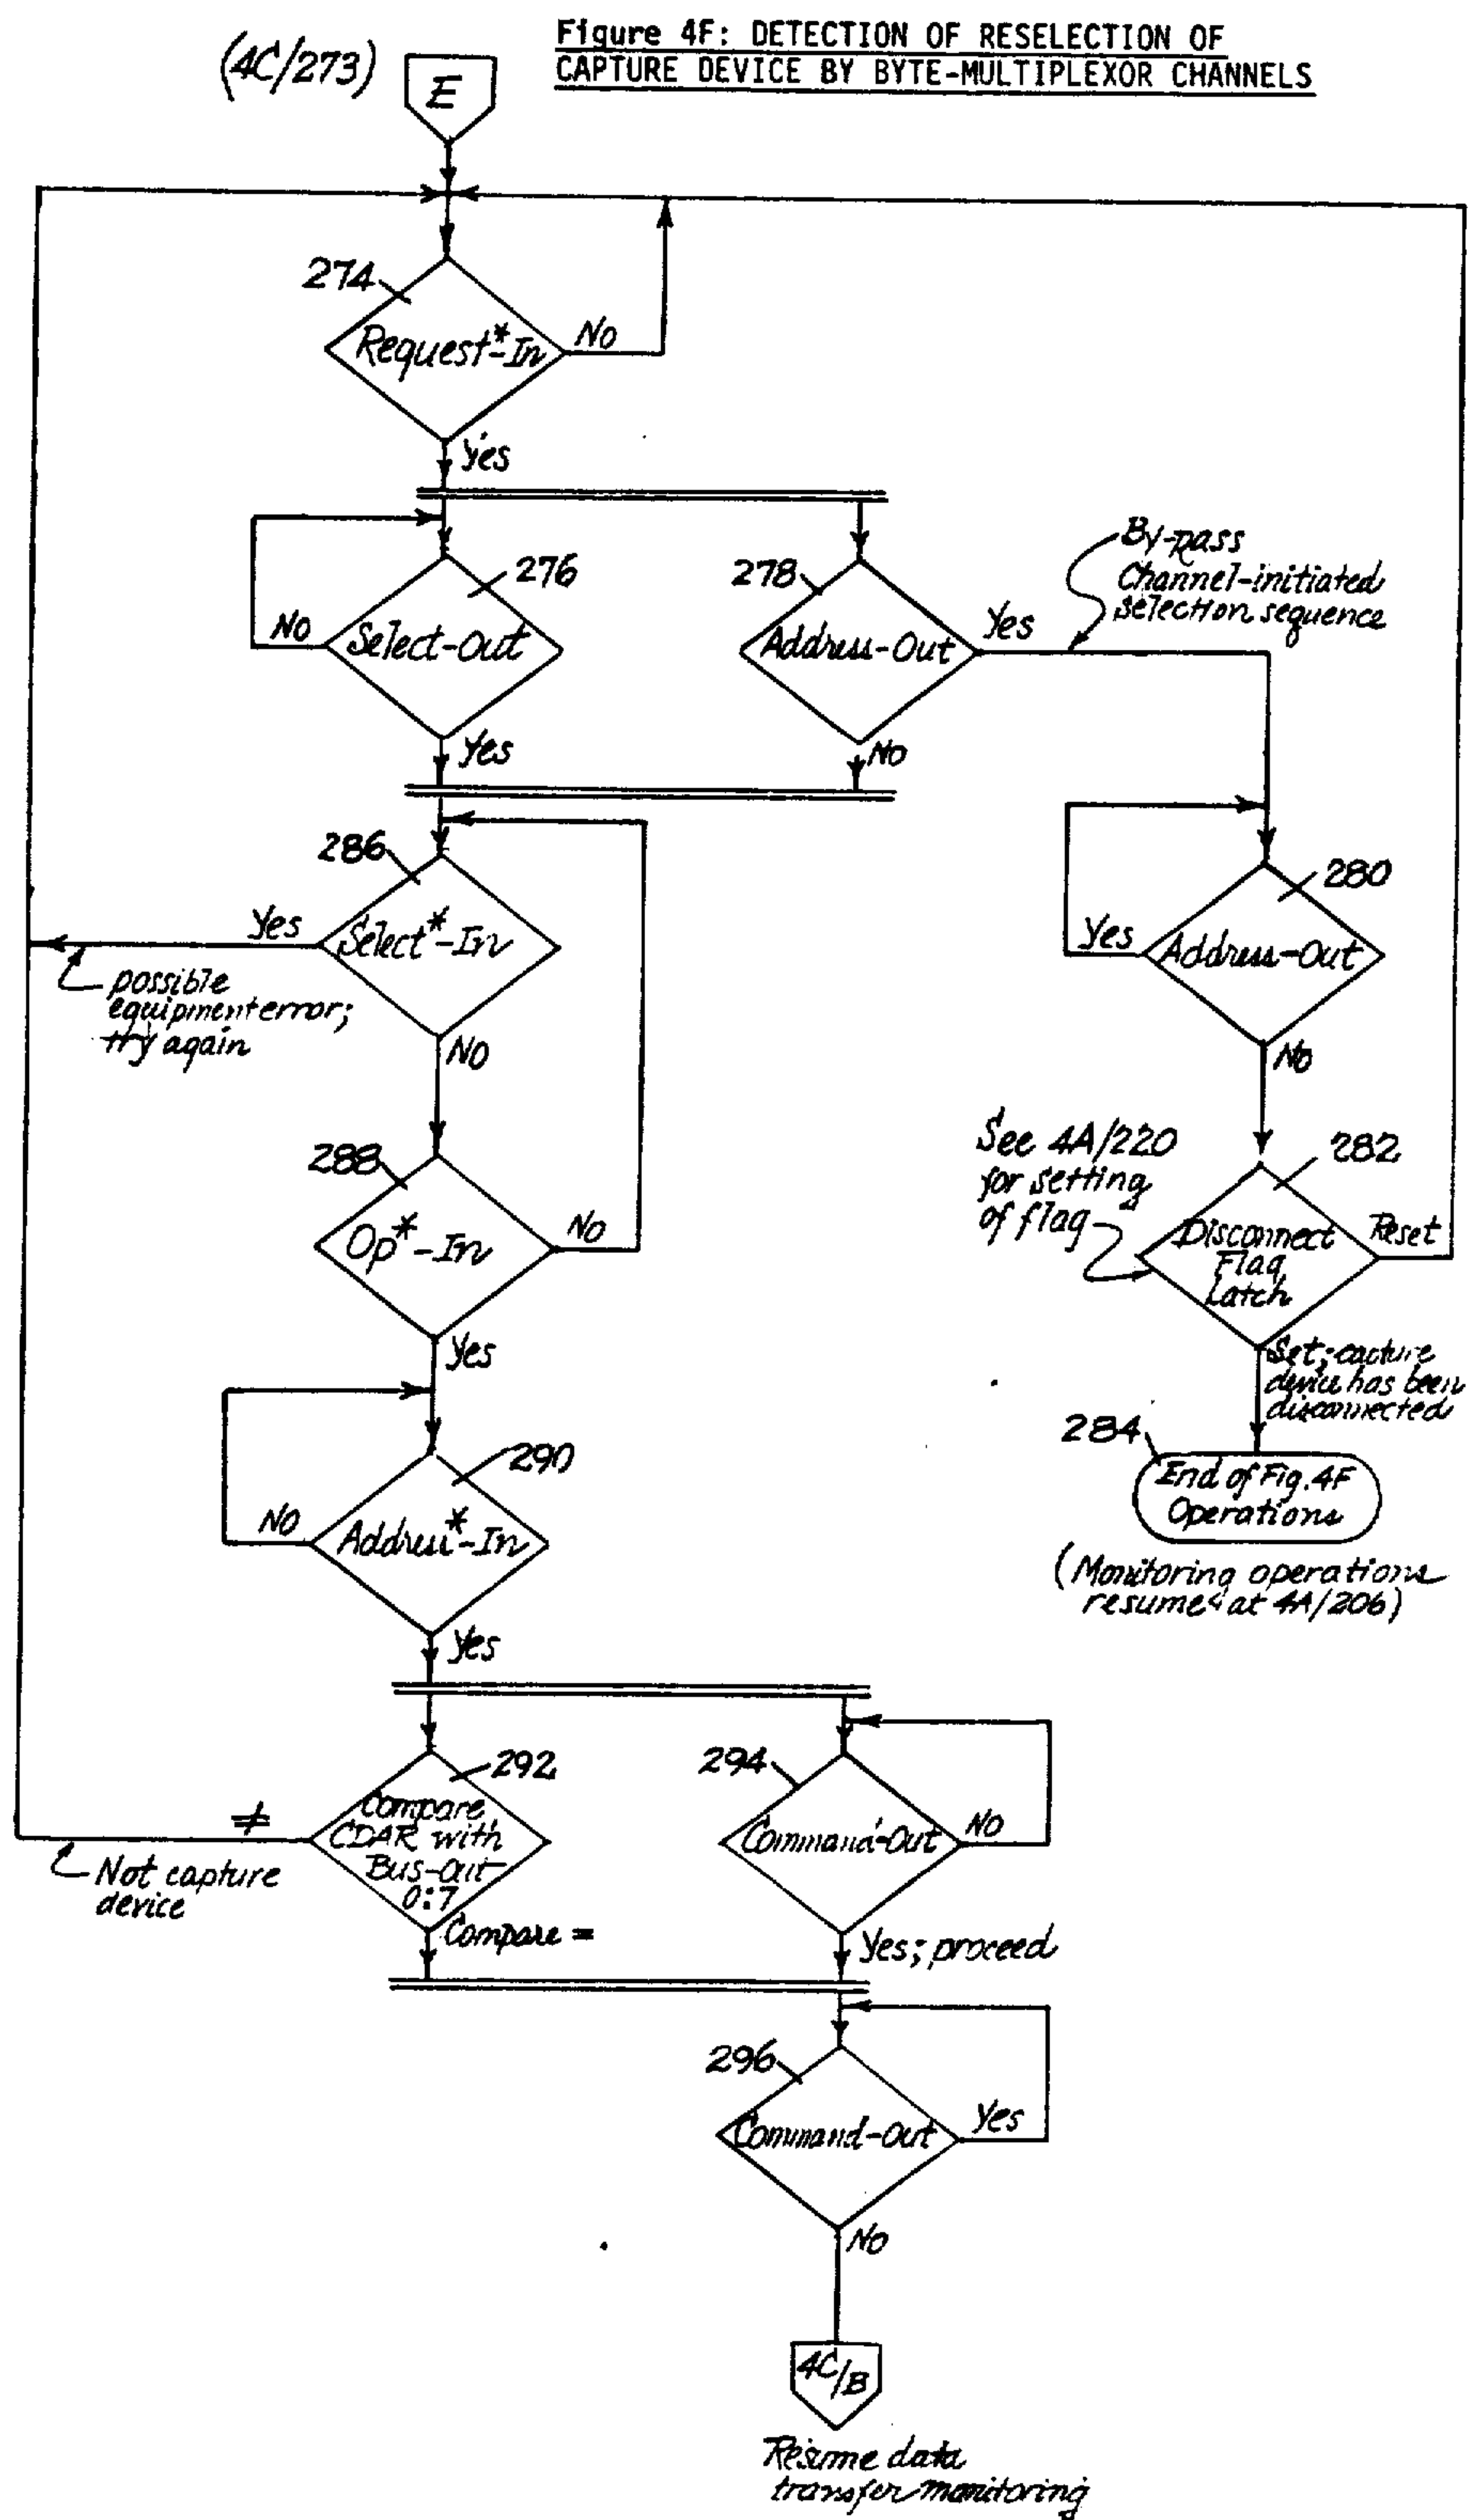 Figure 4F: DETECTION OF RESELECTION OF
CAPTURE DEVICE BY BYTE-MULTIPLEXOR CHANNELS
(4C/273)
E
274
Request*-In
No
Yes
276
Select-Out
No
Yes
278
Address-Out
Yes
No
By-pass
Channel-initiated
selection sequence
286
Select*-In
Yes
possible
equipment error;
try again
No
280
Address-Out
Yes
No
288
Op*-In
No
Yes
See 4A/220
for setting
of flag
282
Disconnect
Flag
Latch
Reset
Set; capture
device has been
disconnected
284
End of Fig. 4F
Operations
(Monitoring operations
resume at 4A/206)
290
Address*-In
No
Yes
292
Compare
CDAR with
Bus-Out
0:7
≠
Not capture
device
Compare =
294
Command-Out
No
Yes; proceed
296
Command-Out
Yes
No
4C/B
Resume data
transfer monitoring